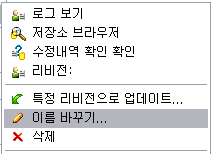 로그 보기
저장소 브라우저
수정내역 확인 확인
리비전:
특정 리비전으로 업데이트...
이름 바꾸기...
삭제